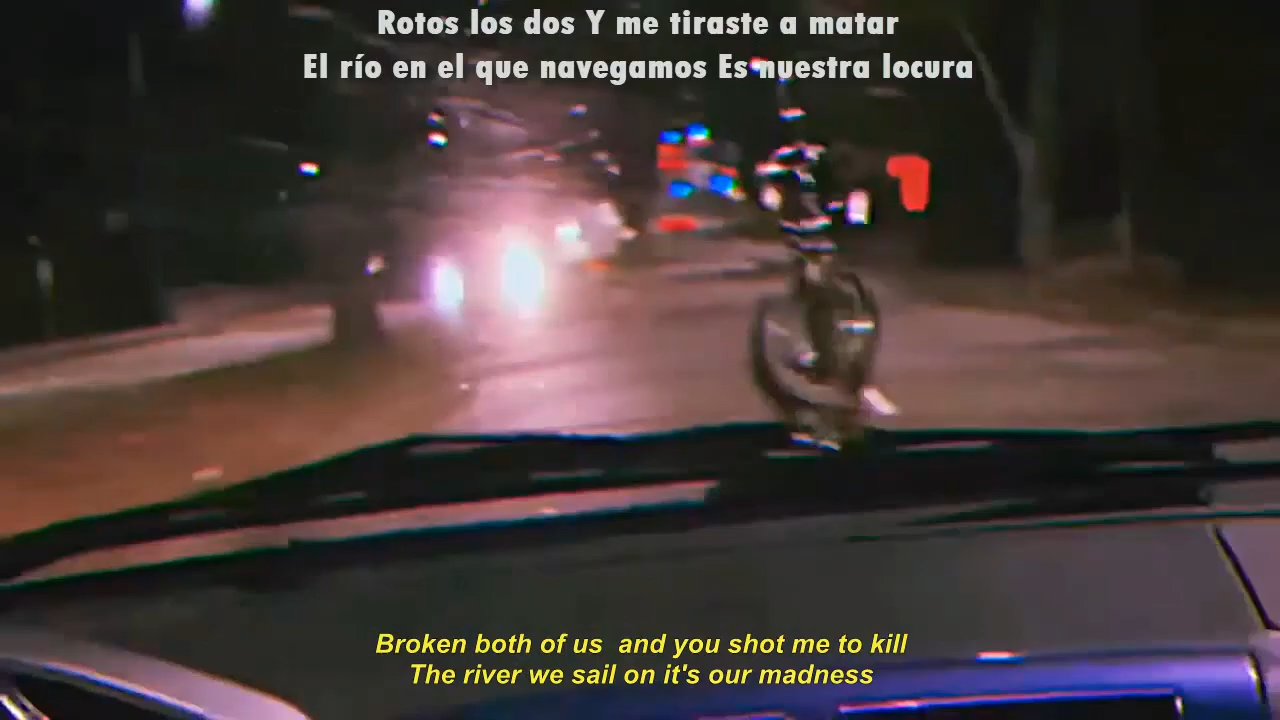 Rotos los dos Y me tiraste a matar
El río en el que navegamos Es nuestra locura
Broken both of us and you shot me to kill
The river we sail on it's our madness